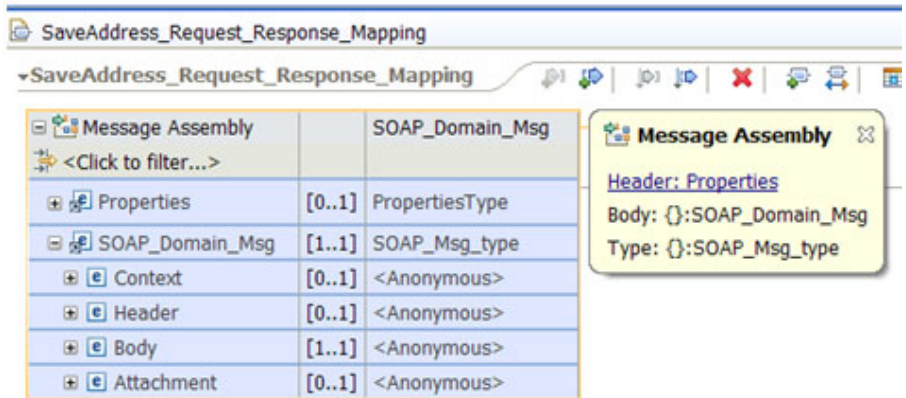 SaveAddress_Request_Response_Mapping
SaveAddress_Request_Response_Mapping
Message Assembly SOAP_Domain_Msg
<Click to filter...>
Properties [0..1] PropertiesType
SOAP_Domain_Msg [1..1] SOAP_Msg_type
e Context [0..1] <Anonymous>
e Header [0..1] <Anonymous>
e Body [1..1] <Anonymous>
e Attachment [0..1] <Anonymous>
Message Assembly
Header: Properties
Body: {}:SOAP_Domain_Msg
Type: {}:SOAP_Msg_type